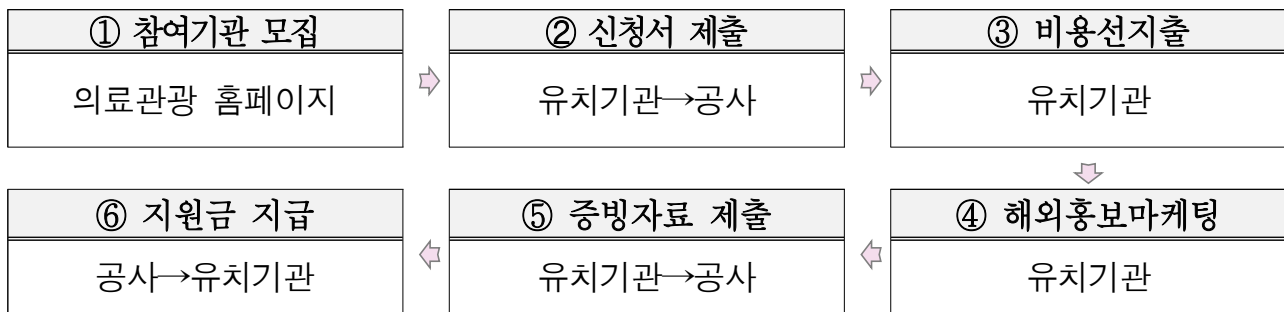 ① 참여기관 모집
의료관광 홈페이지
② 신청서 제출
유치기관→공사
③ 비용선지출
유치기관
④ 해외홍보마케팅
유치기관
⑤ 증빙자료 제출
유치기관→공사
⑥ 지원금 지급
공사→유치기관